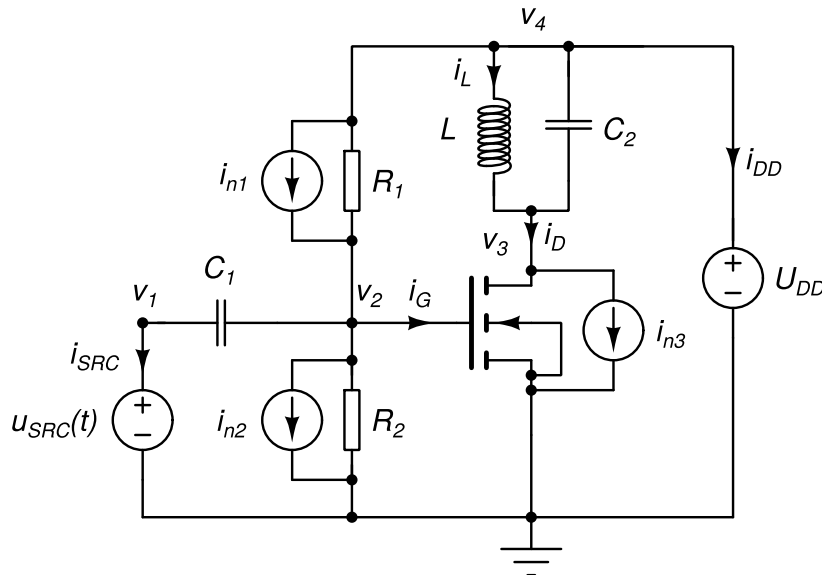 v4
iL
L
C2
iDD
in1
R1
v3
iD
UDD
C1
v1
v2
iG
in3
iSRC
uSRC(t)
in2
R2
+
−
+
−